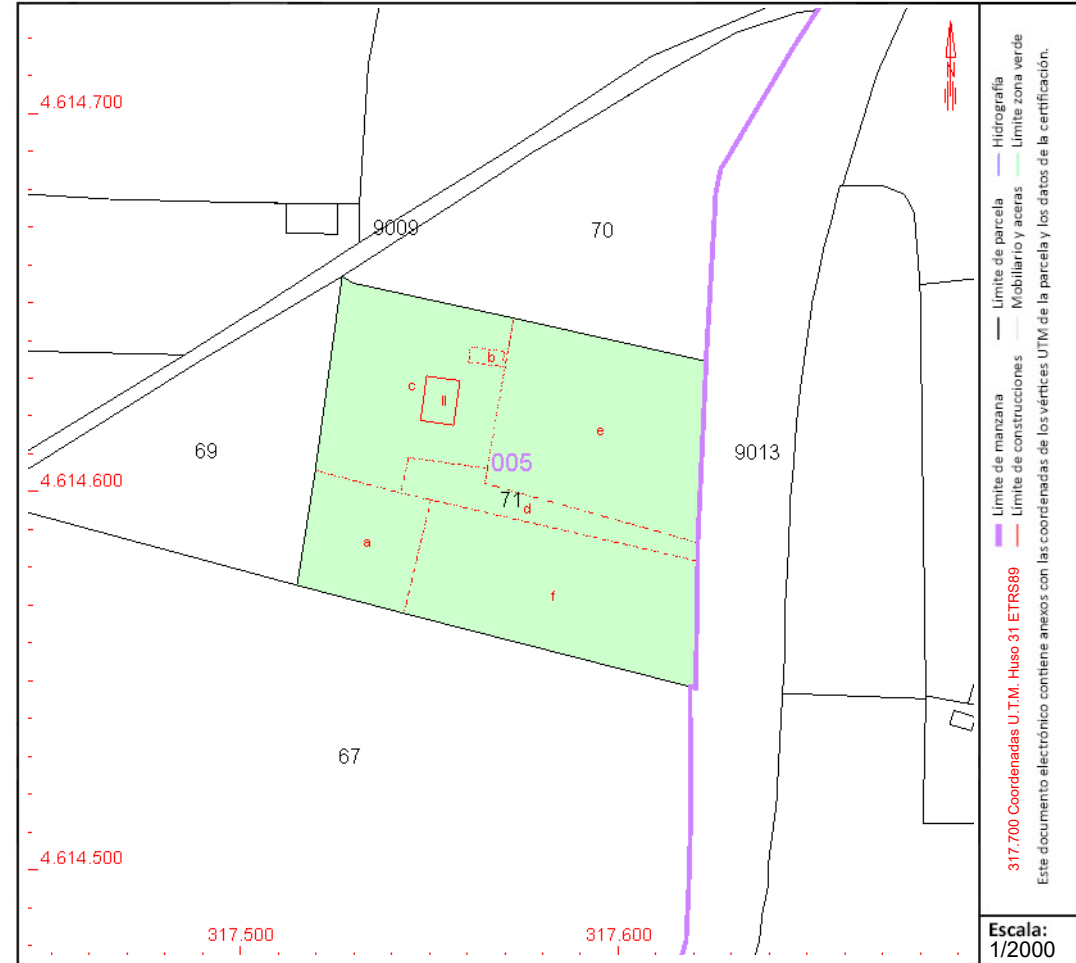 4.614.700
9009
70
b
c
II
e
69
005
9013
4.614.600
71
d
a
f
67
4.614.500
317.500
317.600
N
Límite de manzana
Límite de parcela
Hidrografía
Límite de construcciones
Mobiliario y aceras
Límite zona verde
317.700 Coordenadas U.T.M. Huso 31 ETRS89
Este documento electrónico contiene anexos con las coordenadas de los vértices UTM de la parcela y los datos de la certificación.
Escala:
1/2000